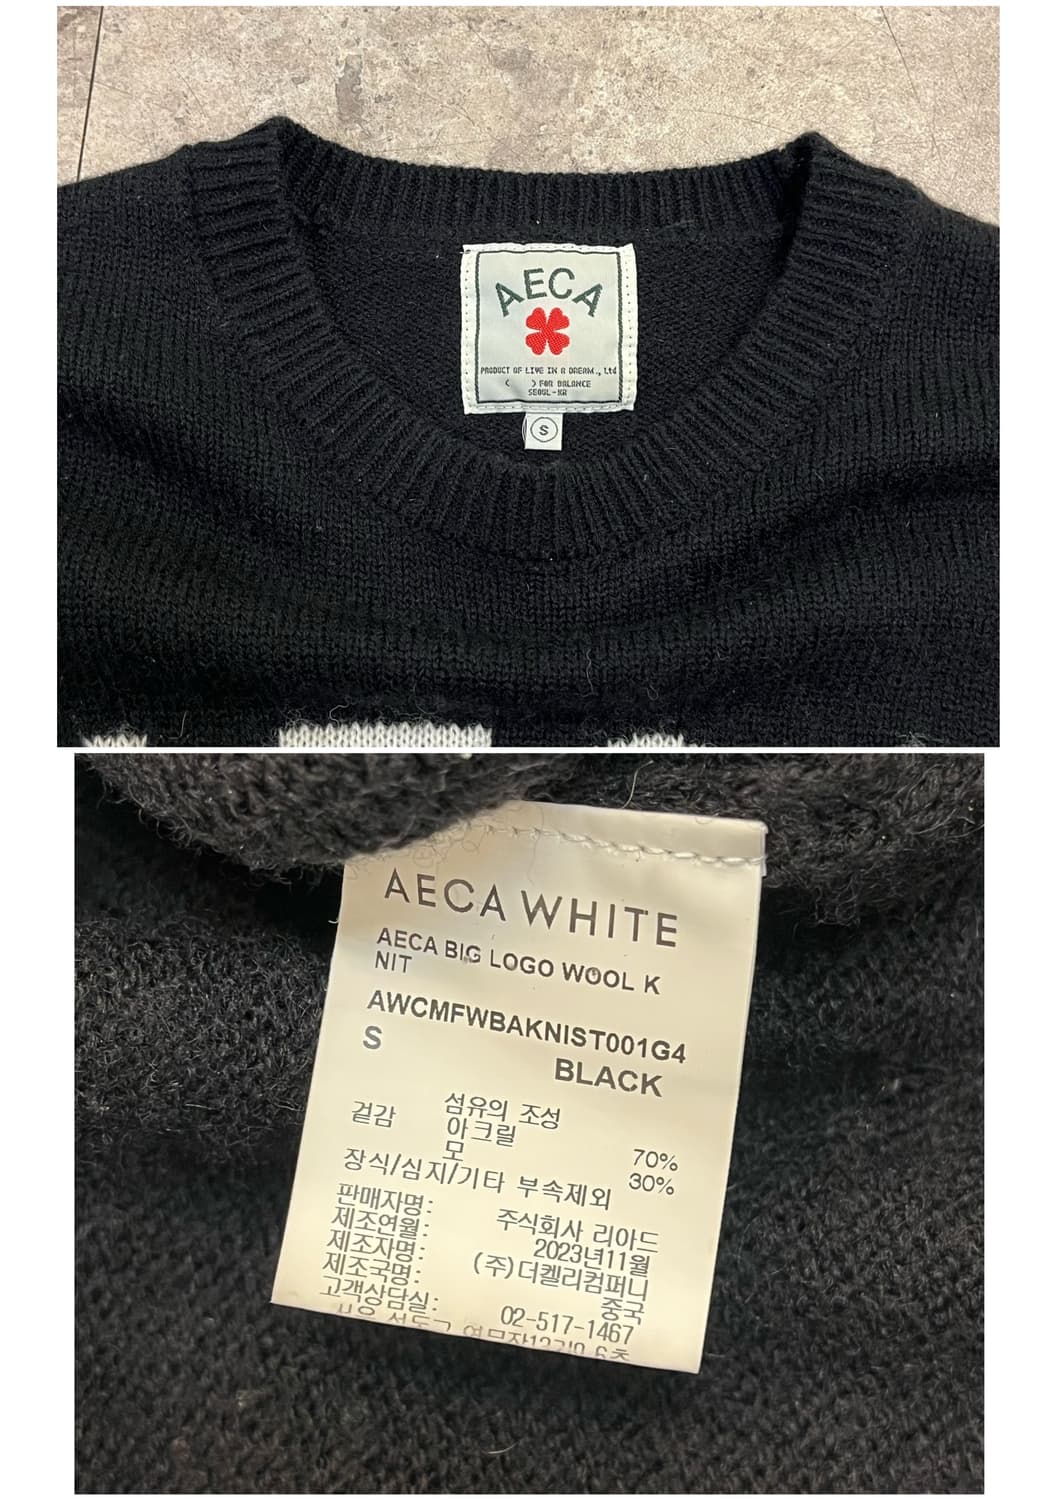 AECA
PRODUCT OF LIVE IN A DREAM., Ltd
( ) FOR BALANCE
SEOUL-KR
S
AECA WHITE
AECA BIG LOGO WOOL K
NIT
AWCMFWBAKNIST001G4
S
BLACK
섬유의 조성
겉감 아크릴 70%
모 30%
장식/심지/기타 부속제외
판매자명: 주식회사 리아드
제조연월: 2023년11월
제조자명: (주)더켈리컴퍼니
제조국명: 중국
고객상담실: 02-517-1467